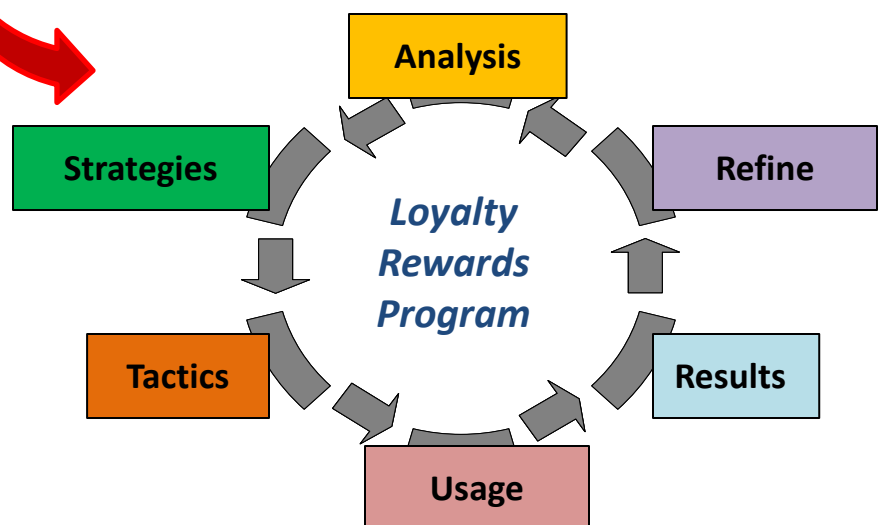 Analysis
Strategies
Refine
Loyalty
Rewards
Program
Tactics
Results
Usage